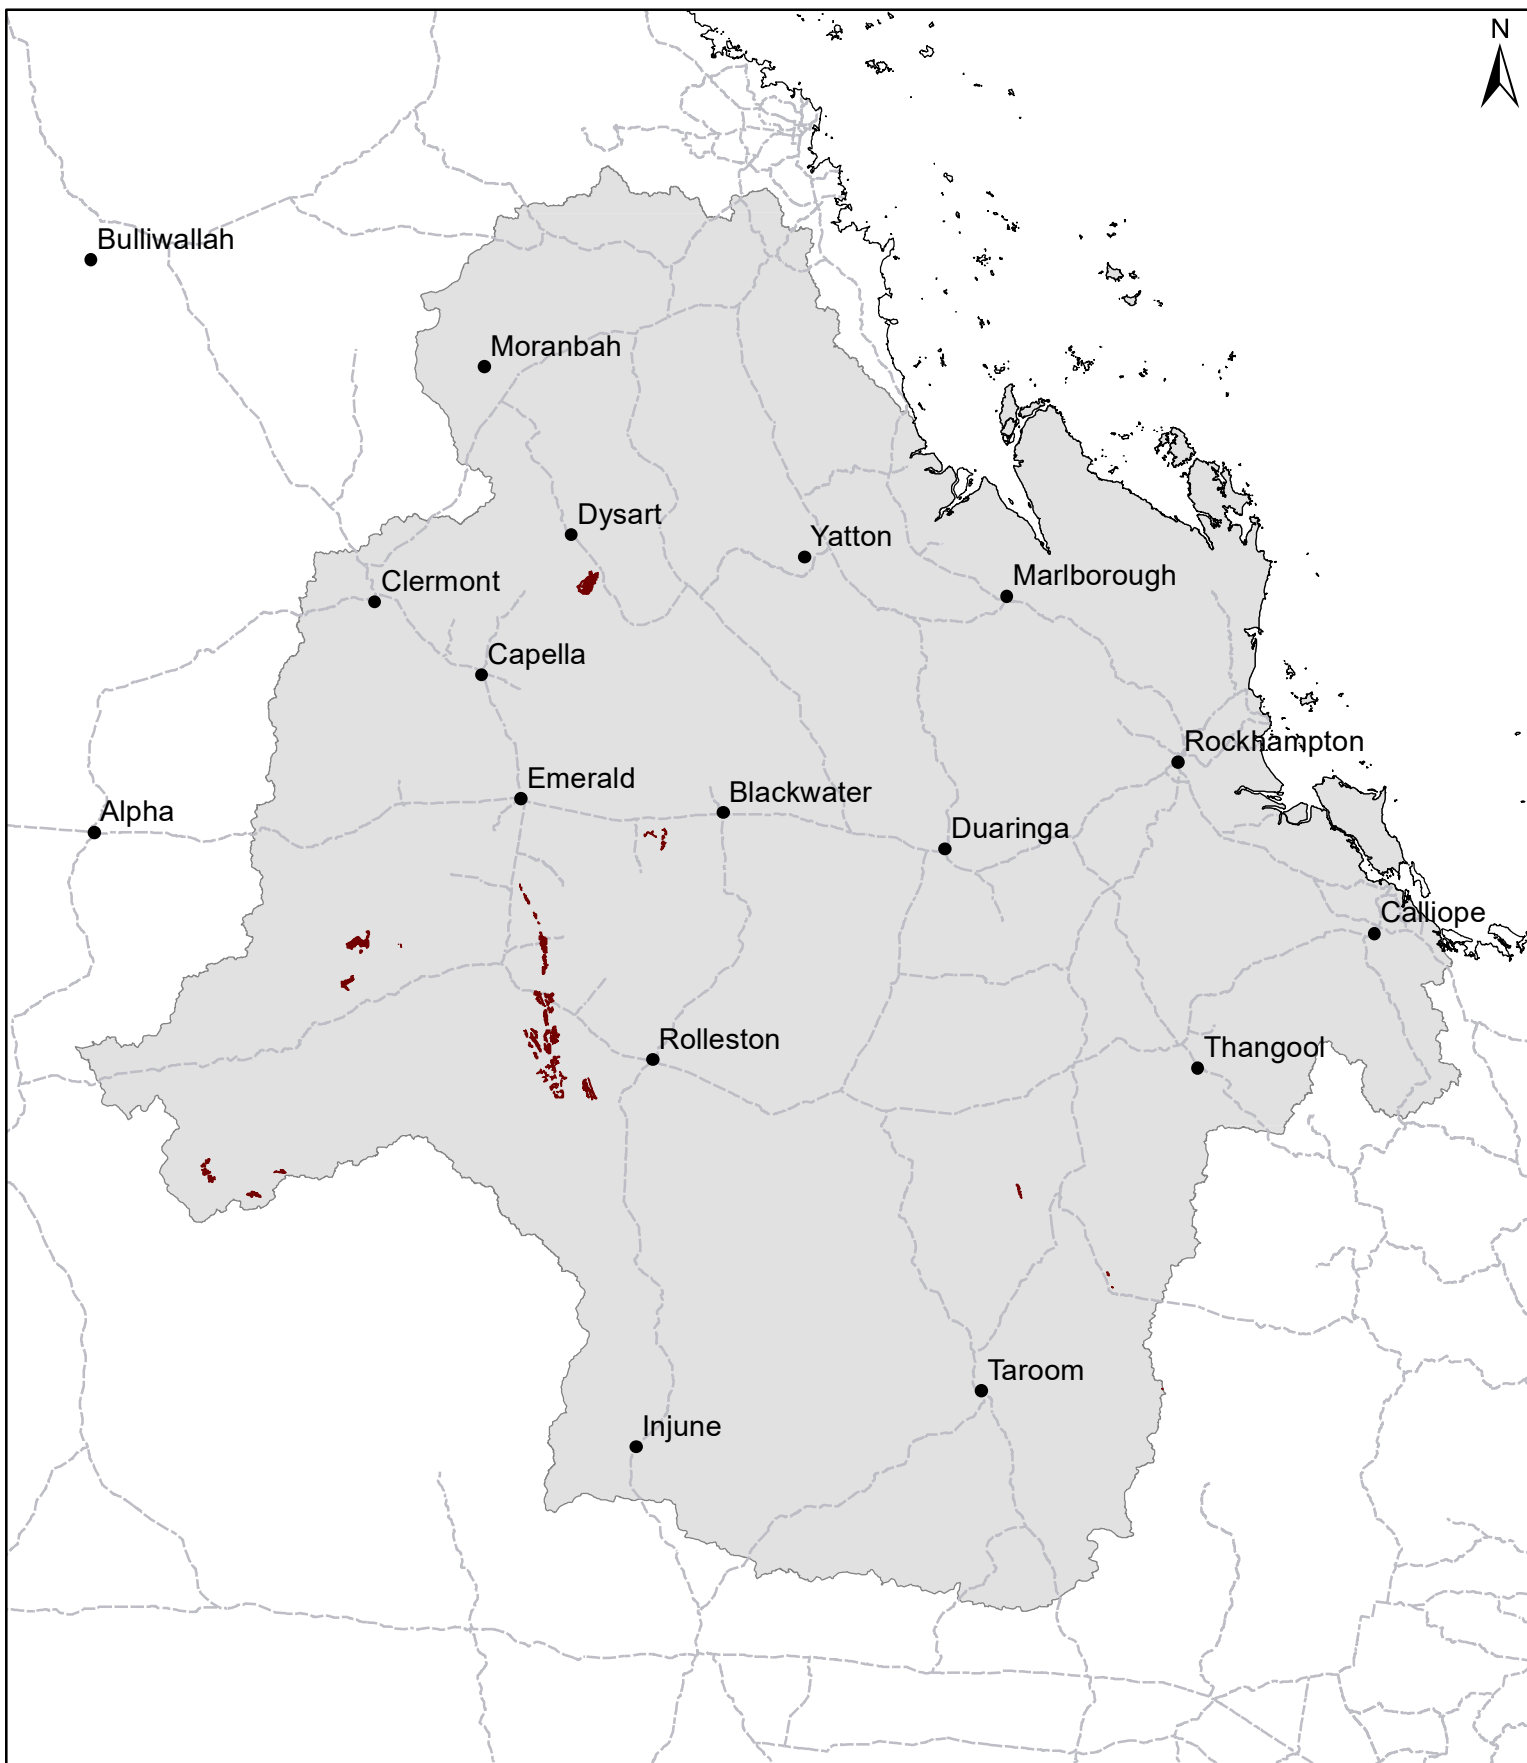 N
Bulliwallah
Moranbah
Dysart
Yatton
Clermont
Marlborough
Capella
Rockhampton
Emerald
Blackwater
Alpha
Duaringa
Calliope
Rolleston
Thangool
Taroom
Injune